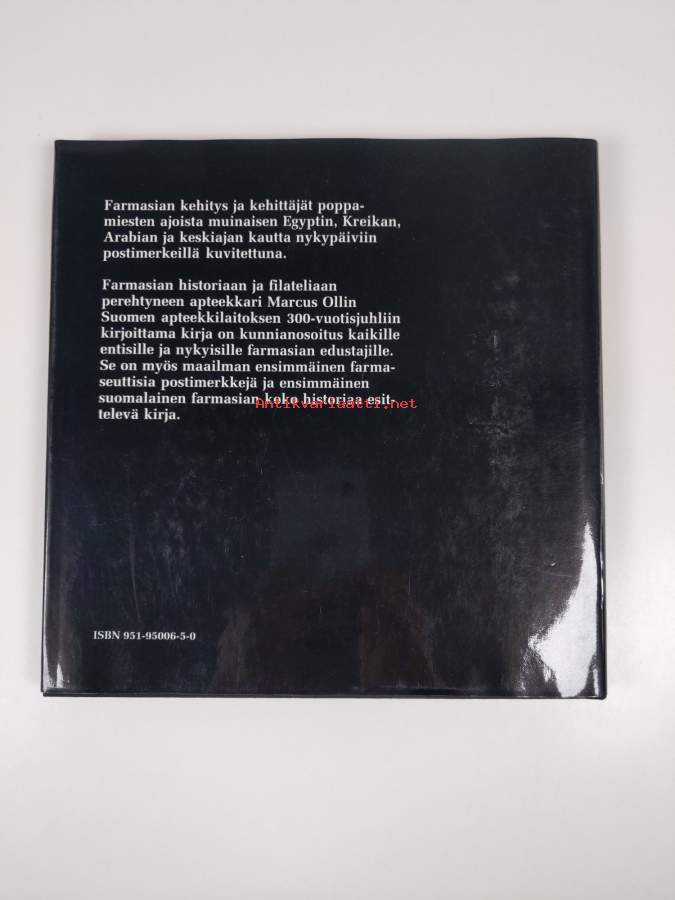 Farmasian kehitys ja kehittäjät poppa-
miesten ajoista muinaisen Egyptin, Kreikan,
Arabian ja keskiajan kautta nykypäiviin
postimerkeillä kuvitettuna.
Farmasian historiaan ja filateliaan
perehtyneen apteekkari Marcus Ollin
Suomen apteekkilaitoksen 300-vuotisjuhliin
kirjoittama kirja on kunnianosoitus kaikille
entisille ja nykyisille farmasian edustajille.
Se on myös maailman ensimmäinen farma-
seuttisia postimerkkejä ja ensimmäinen
suomalainen farmasian koko historiaa esit-
televä kirja.
Antikvariaatti.net
ISBN 951-95006-5-0